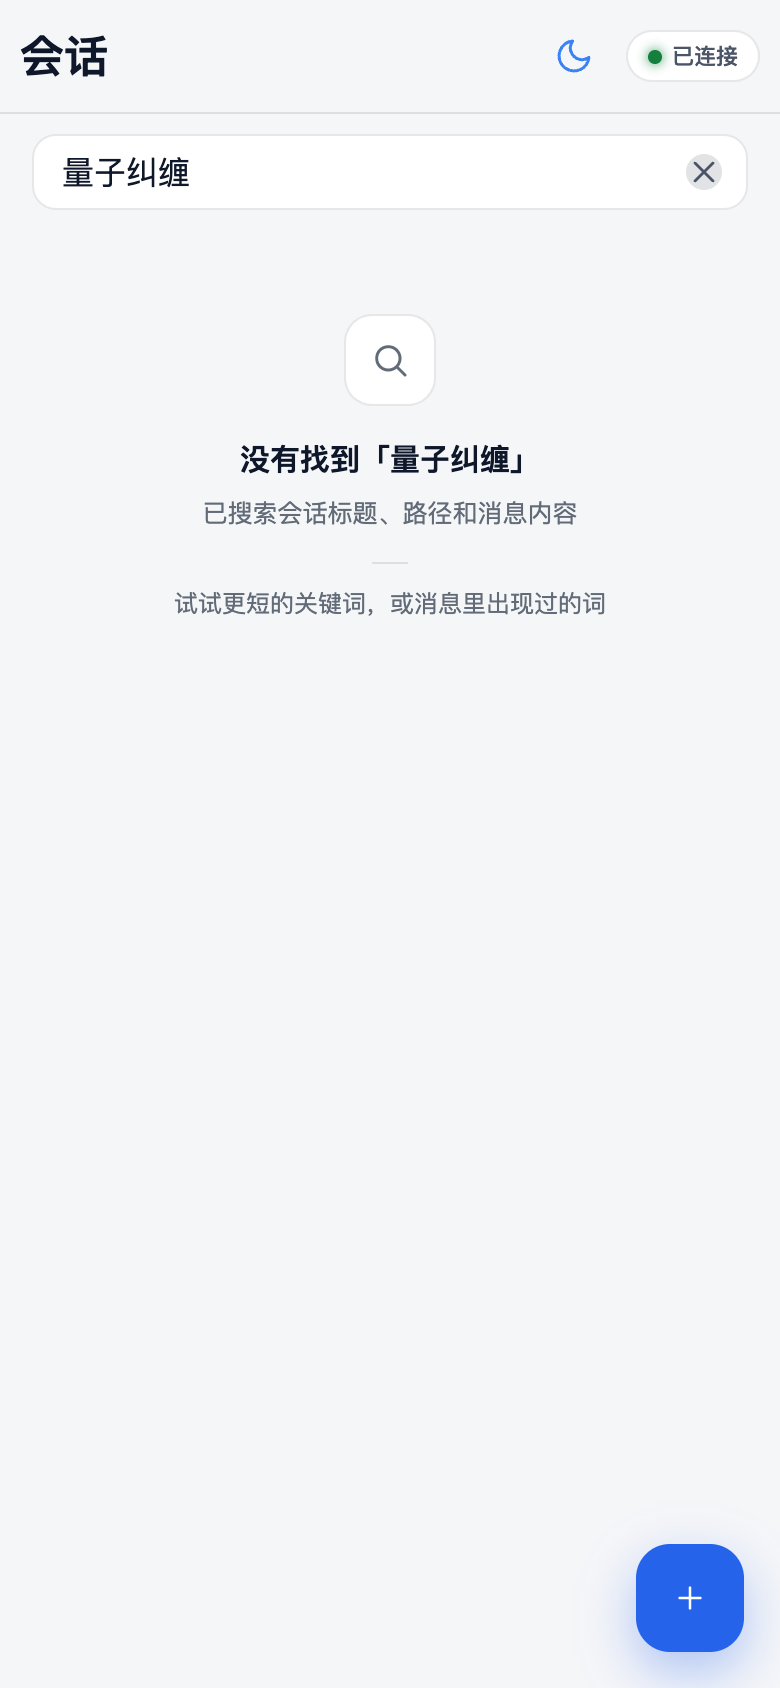 会话
已连接
量子纠缠
没有找到「量子纠缠」
已搜索会话标题、路径和消息内容
试试更短的关键词，或消息里出现过的词